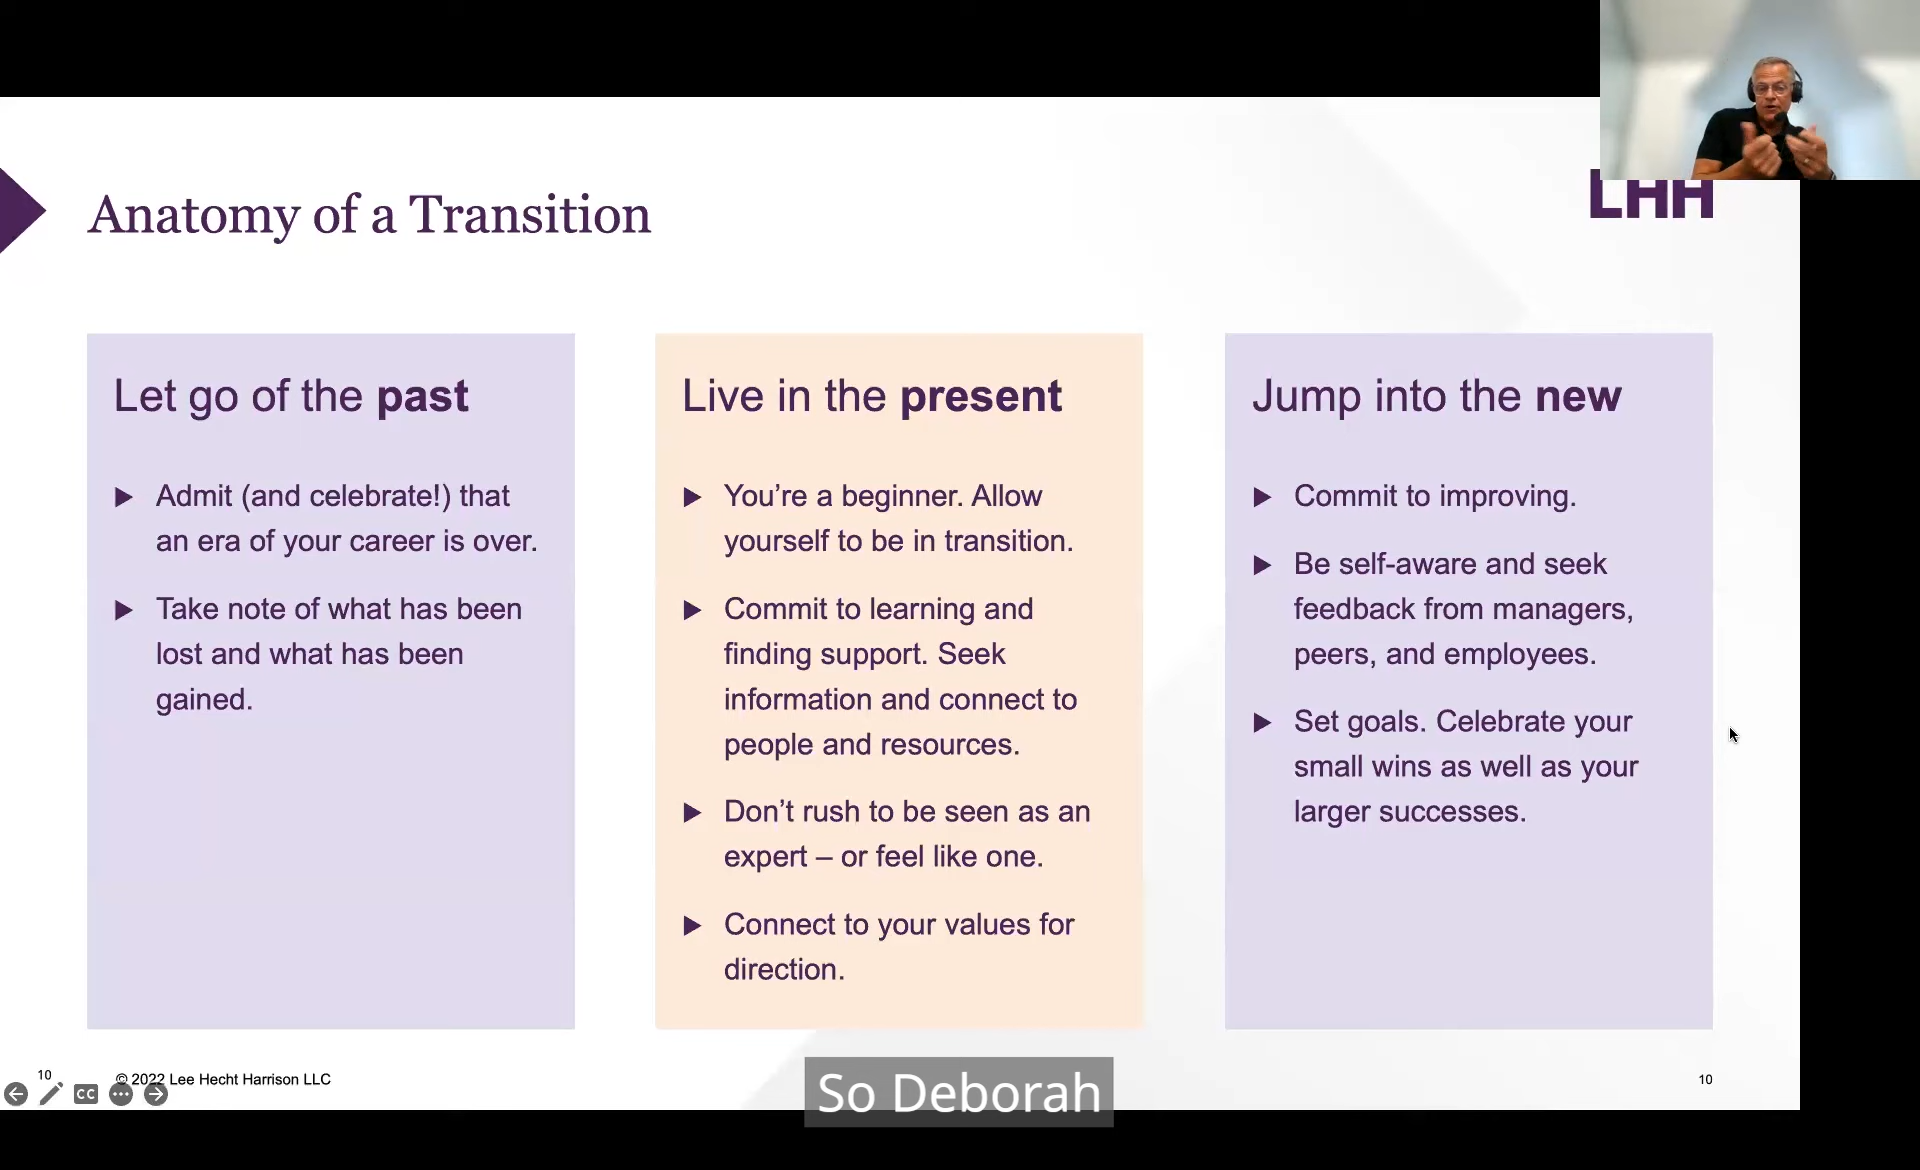 LHH
Anatomy of a Transition
Let go of the past
Admit (and celebrate!) that
an era of your career is over.
Take note of what has been
lost and what has been
gained.
Live in the present
You’re a beginner. Allow
yourself to be in transition.
Commit to learning and
finding support. Seek
information and connect to
people and resources.
Don’t rush to be seen as an
expert – or feel like one.
Connect to your values for
direction.
Jump into the new
Commit to improving.
Be self-aware and seek
feedback from managers,
peers, and employees.
Set goals. Celebrate your
small wins as well as your
larger successes.
10
© 2022 Lee Hecht Harrison LLC
CC
10
So Deborah